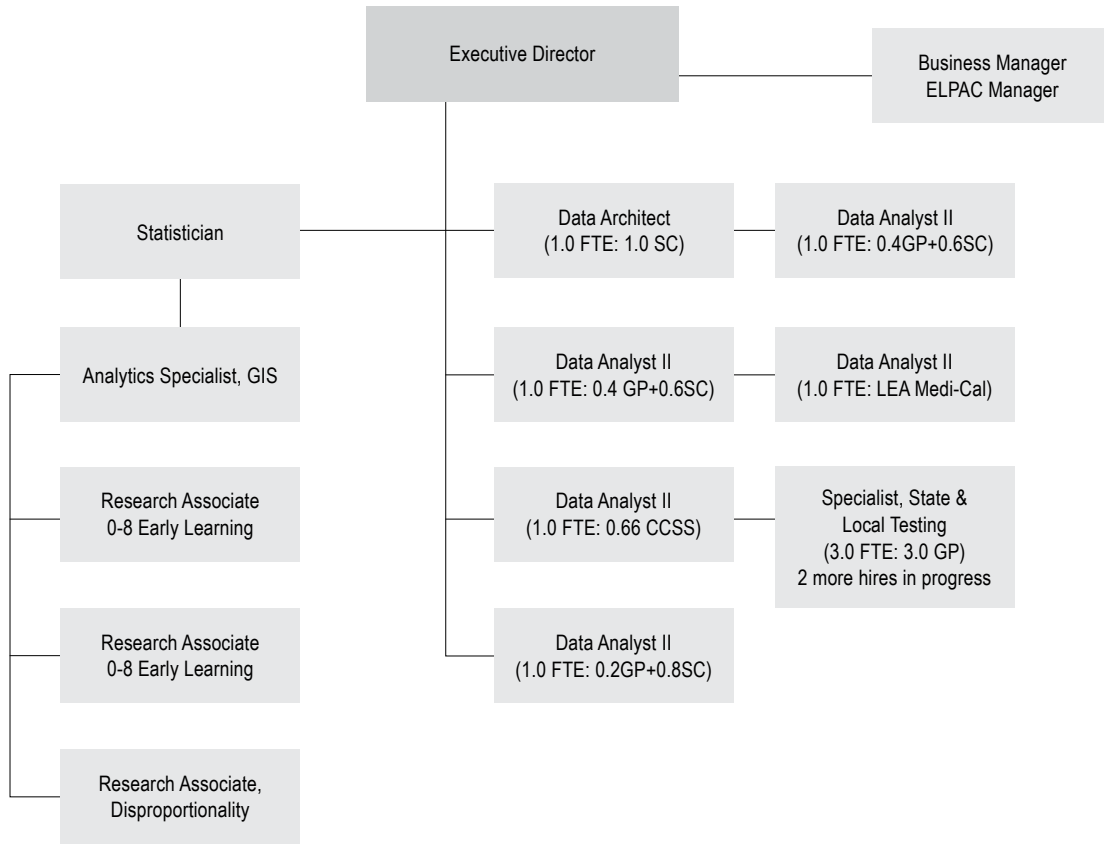 Executive Director
Business Manager
ELPAC Manager
Statistician
Data Architect
(1.0 FTE: 1.0 SC)
Data Analyst II
(1.0 FTE: 0.4GP+0.6SC)
Analytics Specialist, GIS
Data Analyst II
(1.0 FTE: 0.4 GP+0.6SC)
Data Analyst II
(1.0 FTE: LEA Medi-Cal)
Research Associate
0-8 Early Learning
Data Analyst II
(1.0 FTE: 0.66 CCSS)
Specialist, State &
Local Testing
(3.0 FTE: 3.0 GP)
2 more hires in progress
Research Associate
0-8 Early Learning
Data Analyst II
(1.0 FTE: 0.2GP+0.8SC)
Research Associate,
Disproportionality